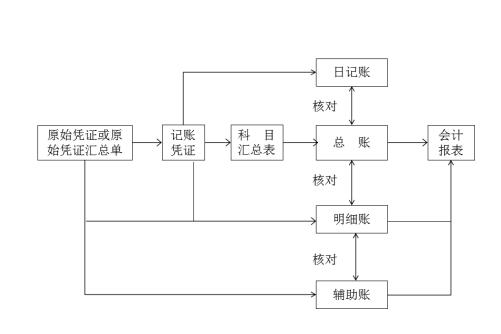 日记账
核对
原始凭证或原
始凭证汇总单
记账
凭证
科 目
汇总表
总 账
会计
报表
核对
明细账
核对
辅助账